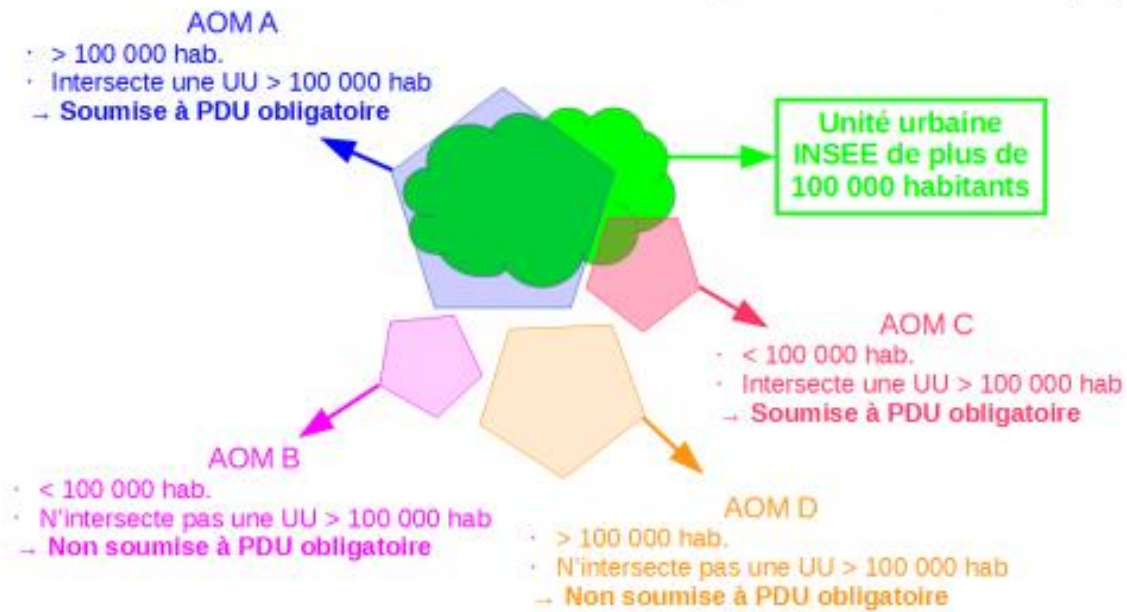 AOM A
· > 100 000 hab.
· Intersecte une UU > 100 000 hab
→ Soumise à PDU obligatoire
Unité urbaine
INSEE de plus de
100 000 habitants
AOM C
· < 100 000 hab.
· Intersecte une UU > 100 000 hab
→ Soumise à PDU obligatoire
AOM B
· < 100 000 hab.
· N'intersecte pas une UU > 100 000 hab
→ Non soumise à PDU obligatoire
AOM D
· > 100 000 hab.
· N'intersecte pas une UU > 100 000 hab
→ Non soumise à PDU obligatoire